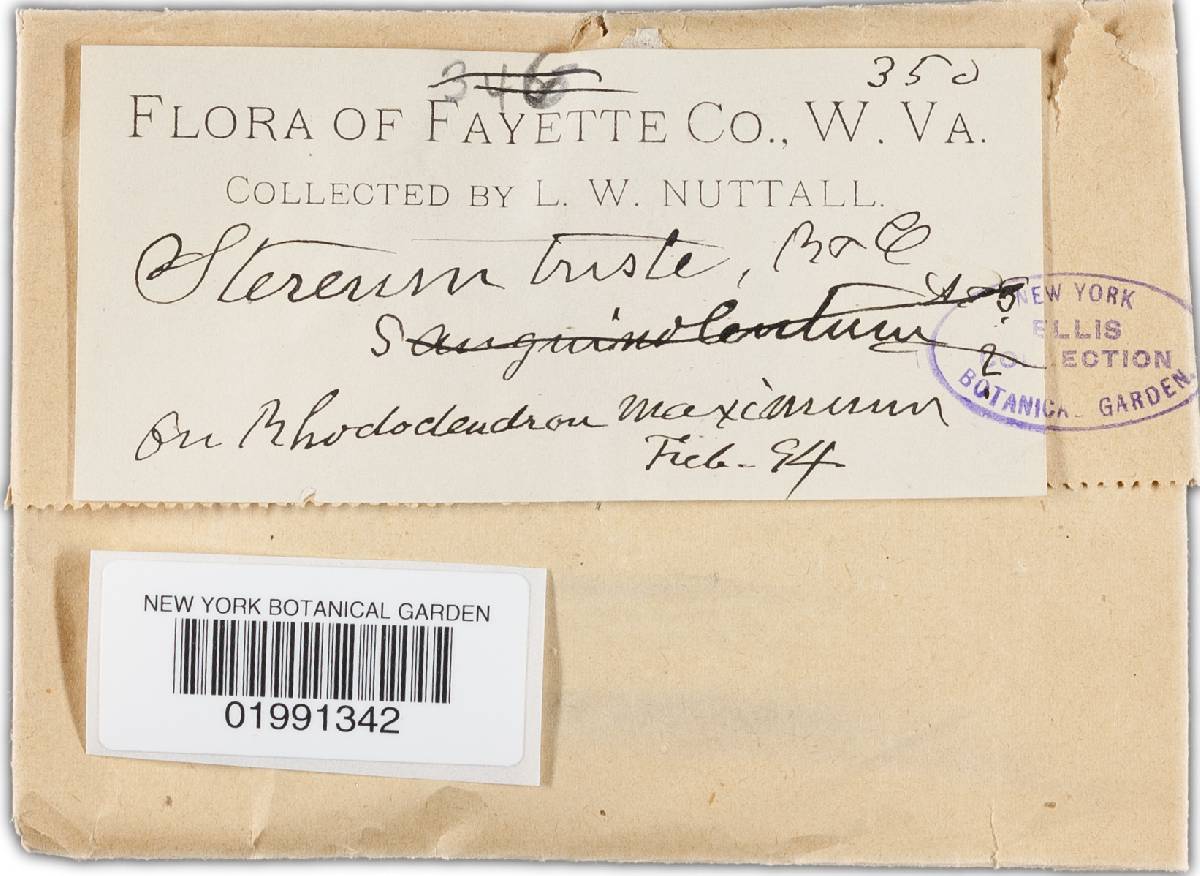 346 350
FLORA OF FAYETTE CO., W. VA.
COLLECTED BY L. W. NUTTALL.
Stereum triste, B & C
Sanguinolentum
?
on Rhododendron maximum
Feb - 94
NEW YORK
ELLIS
COLLECTION
BOTANICAL GARDEN.
NEW YORK BOTANICAL GARDEN
01991342